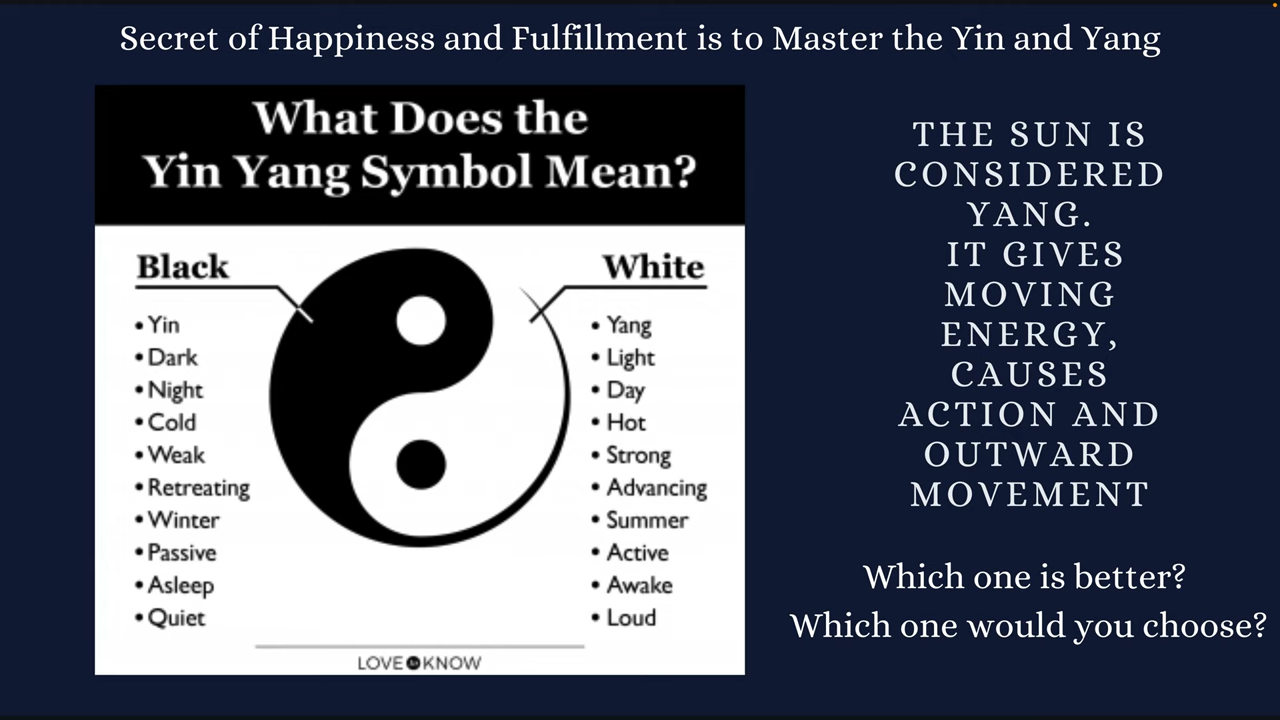 Secret of Happiness and Fulfillment is to Master the Yin and Yang
What Does the
Yin Yang Symbol Mean?
Black
• Yin
• Dark
• Night
• Cold
• Weak
• Retreating
• Winter
• Passive
• Asleep
• Quiet
White
• Yang
• Light
• Day
• Hot
• Strong
• Advancing
• Summer
• Active
• Awake
• Loud
LOVE to KNOW
THE SUN IS
CONSIDERED
YANG.
IT GIVES
MOVING
ENERGY,
CAUSES
ACTION AND
OUTWARD
MOVEMENT
Which one is better?
Which one would you choose?